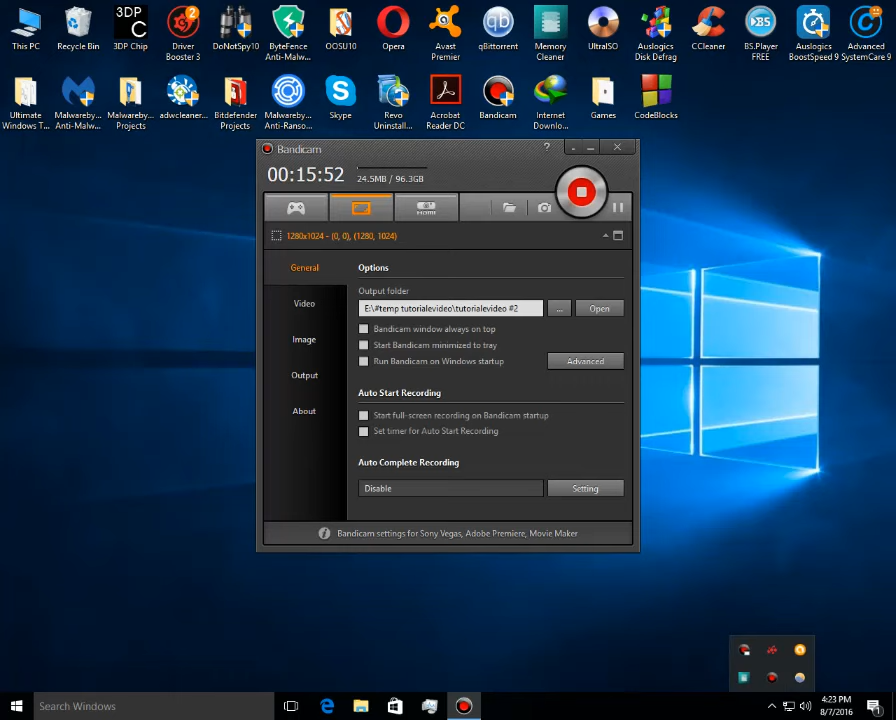 3DP
C
2
BS
This PC
Recycle Bin
3DP Chip
Driver
Booster 3
DoNotSpy10
ByteFence
Anti-Malw...
OOSU10
Opera
Avast
Premier
qBittorrent
Memory
Cleaner
UltraISO
Auslogics
Disk Defrag
CCleaner
BS.Player
FREE
Auslogics
BoostSpeed 9
Advanced
SystemCare 9
Ultimate
Windows T...
Malwareby...
Anti-Malw...
Malwareby...
Projects
adwcleaner...
Bitdefender
Projects
Malwareby...
Anti-Ranso...
Skype
Revo
Uninstall...
Acrobat
Reader DC
Bandicam
Internet
Downlo...
Games
CodeBlocks
Bandicam
?
00:15:52
24.5MB / 96.3GB
HDMI
1280x1024 - (0, 0), (1280, 1024)
General
Video
Image
Output
About
Options
Output folder
E:\#temp tutorialevideo\tutorialevideo #2
...
Open
Bandicam window always on top
Start Bandicam minimized to tray
Run Bandicam on Windows startup
Advanced
Auto Start Recording
Start full-screen recording on Bandicam startup
Set timer for Auto Start Recording
Auto Complete Recording
Disable
Setting
Bandicam settings for Sony Vegas, Adobe Premiere, Movie Maker
Search Windows
4:23 PM
8/7/2016
1